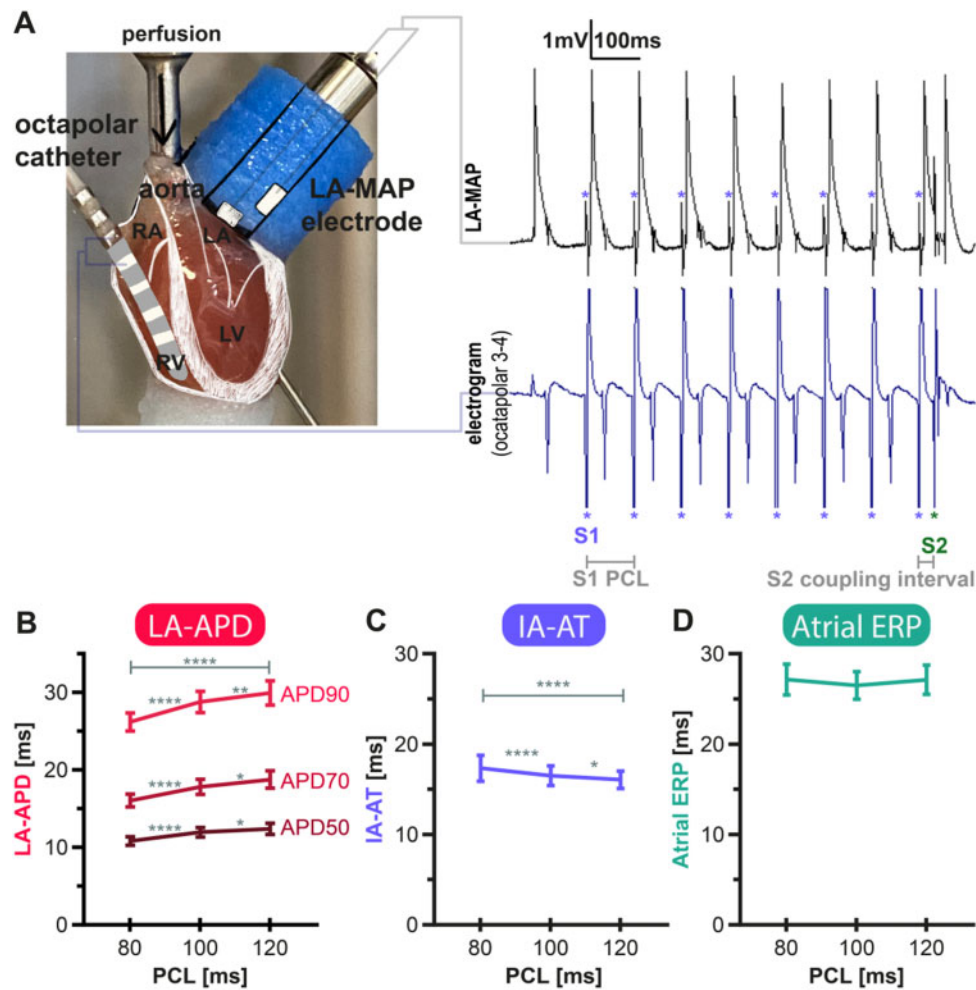 A
perfusion
octapolar
catheter
aorta
LA-MAP
electrode
RA
LA
LV
RV
1mV 100ms
LA-MAP
* * * * * * * *
electrogram
(ocatapolar 3-4)
* * * * * * * * *
S1
S2
S1 PCL
S2 coupling interval
B
LA-APD
LA-APD [ms]
30
20
10
0
****
**** **
APD90
**** *
APD70
**** *
APD50
80 100 120
PCL [ms]
C
IA-AT
IA-AT [ms]
30
20
10
0
****
**** *
80 100 120
PCL [ms]
D
Atrial ERP
Atrial ERP [ms]
30
20
10
0
80 100 120
PCL [ms]